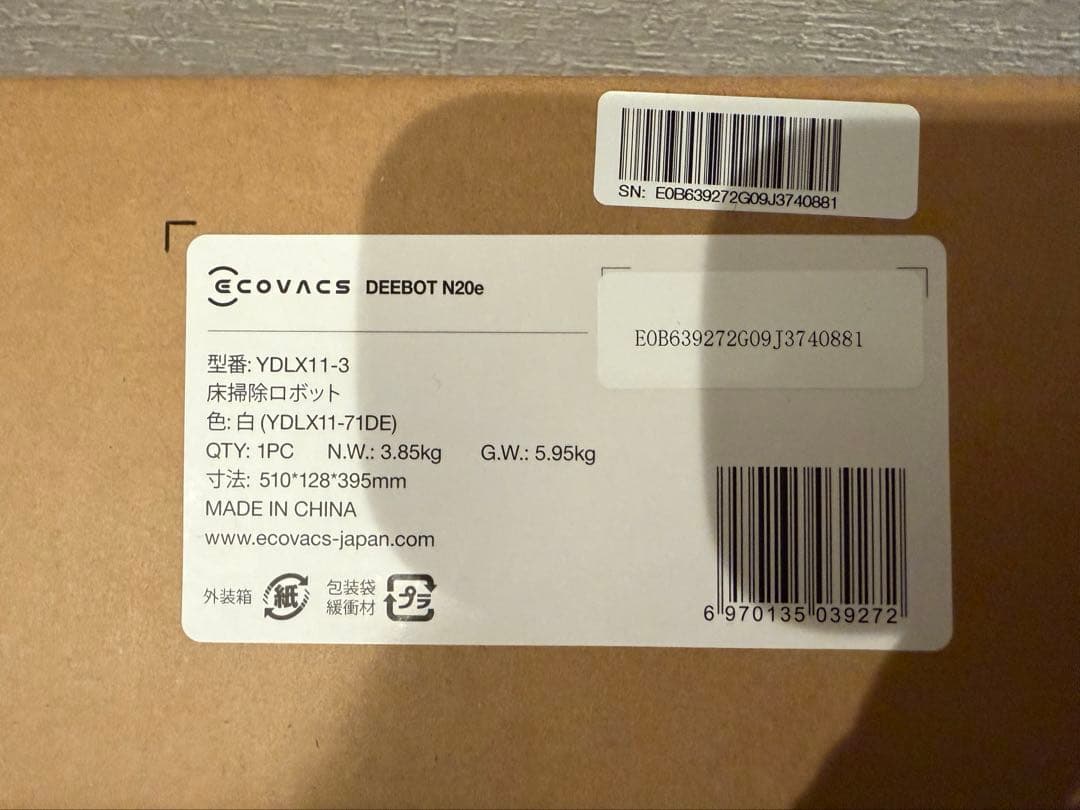 SN: E0B639272G09J3740881
ECOVACS DEEBOT N20e
E0B639272G09J3740881
型番: YDLX11-3
床掃除ロボット
色: 白 (YDLX11-71DE)
QTY: 1PC N.W.: 3.85kg G.W.: 5.95kg
寸法: 510*128*395mm
MADE IN CHINA
www.ecovacs-japan.com
外装箱 紙 包装袋 緩衝材 プラ
6 970135 039272